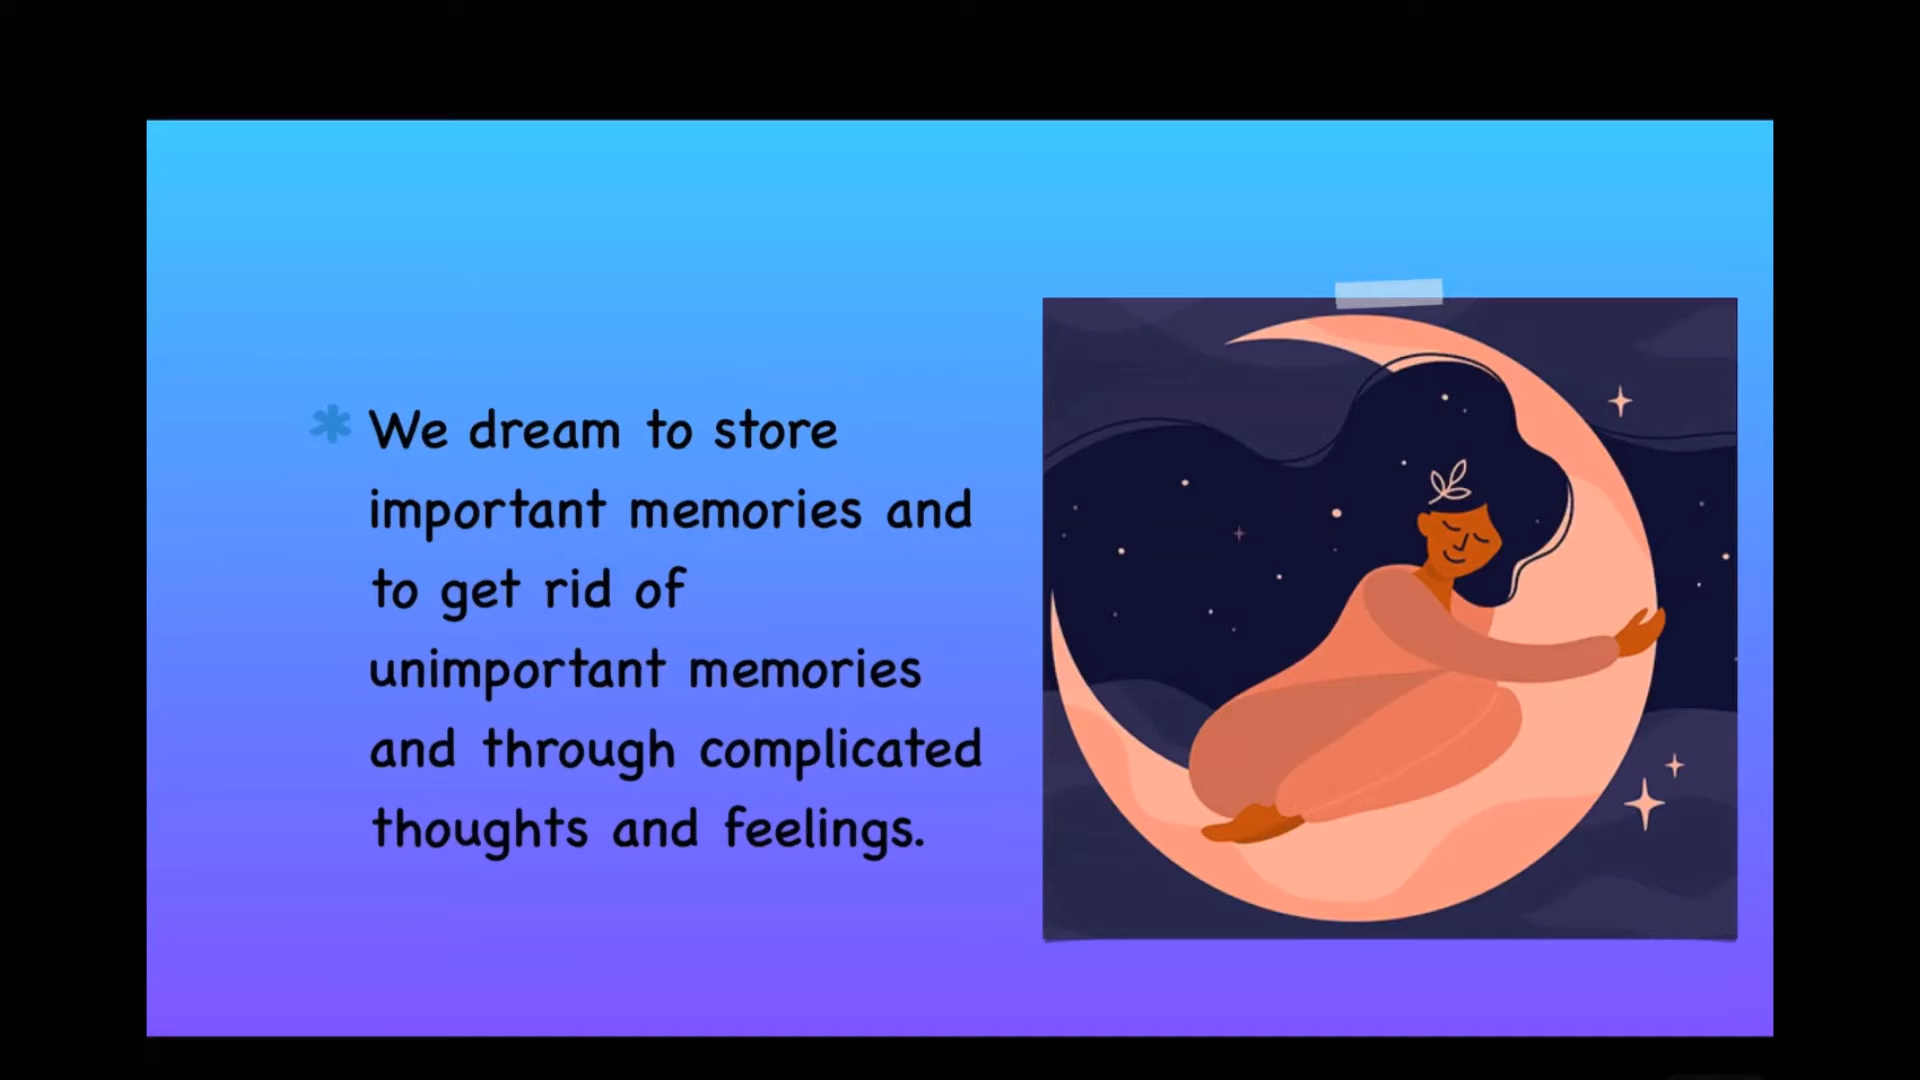 * We dream to store
important memories and
to get rid of
unimportant memories
and through complicated
thoughts and feelings.